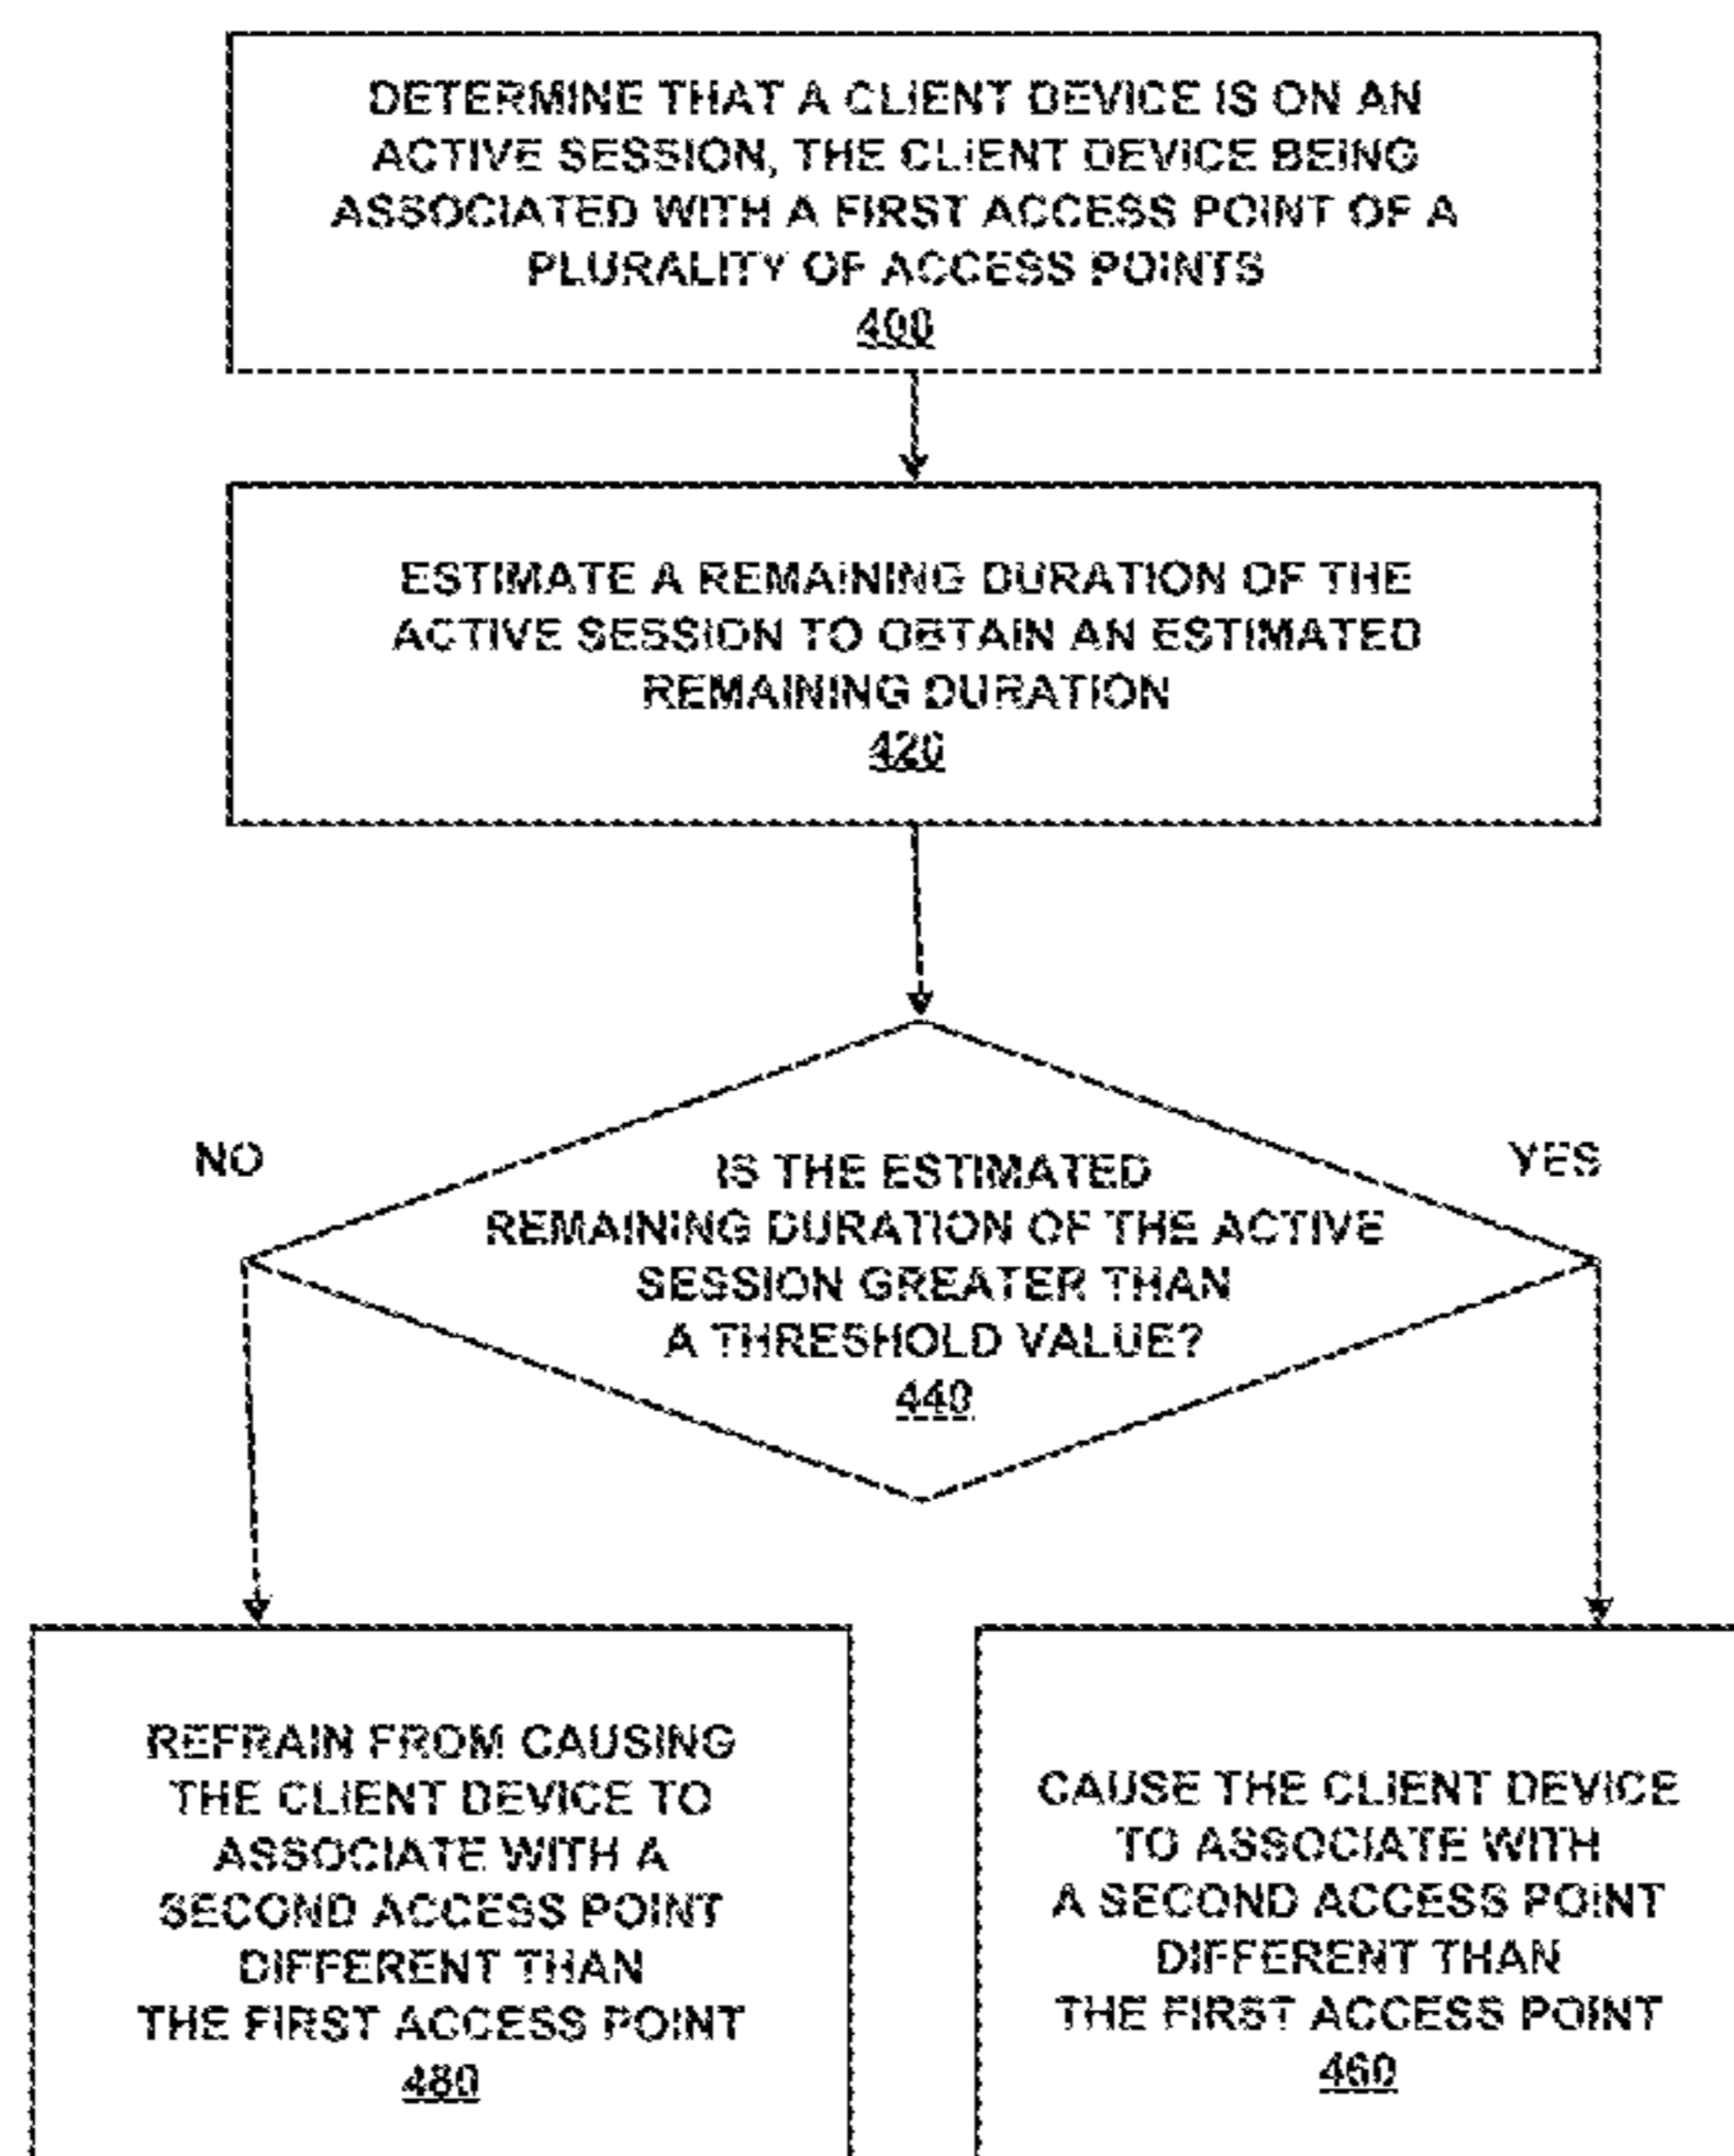 DETERMINE THAT A CLIENT DEVICE IS ON AN
ACTIVE SESSION, THE CLIENT DEVICE BEING
ASSOCIATED WITH A FIRST ACCESS POINT OF A
PLURALITY OF ACCESS POINTS
400
ESTIMATE A REMAINING DURATION OF THE
ACTIVE SESSION TO OBTAIN AN ESTIMATED
REMAINING DURATION
420
NO
YES
IS THE ESTIMATED
REMAINING DURATION OF THE ACTIVE
SESSION GREATER THAN
A THRESHOLD VALUE?
440
REFRAIN FROM CAUSING
THE CLIENT DEVICE TO
ASSOCIATE WITH A
SECOND ACCESS POINT
DIFFERENT THAN
THE FIRST ACCESS POINT
480
CAUSE THE CLIENT DEVICE
TO ASSOCIATE WITH
A SECOND ACCESS POINT
DIFFERENT THAN
THE FIRST ACCESS POINT
460